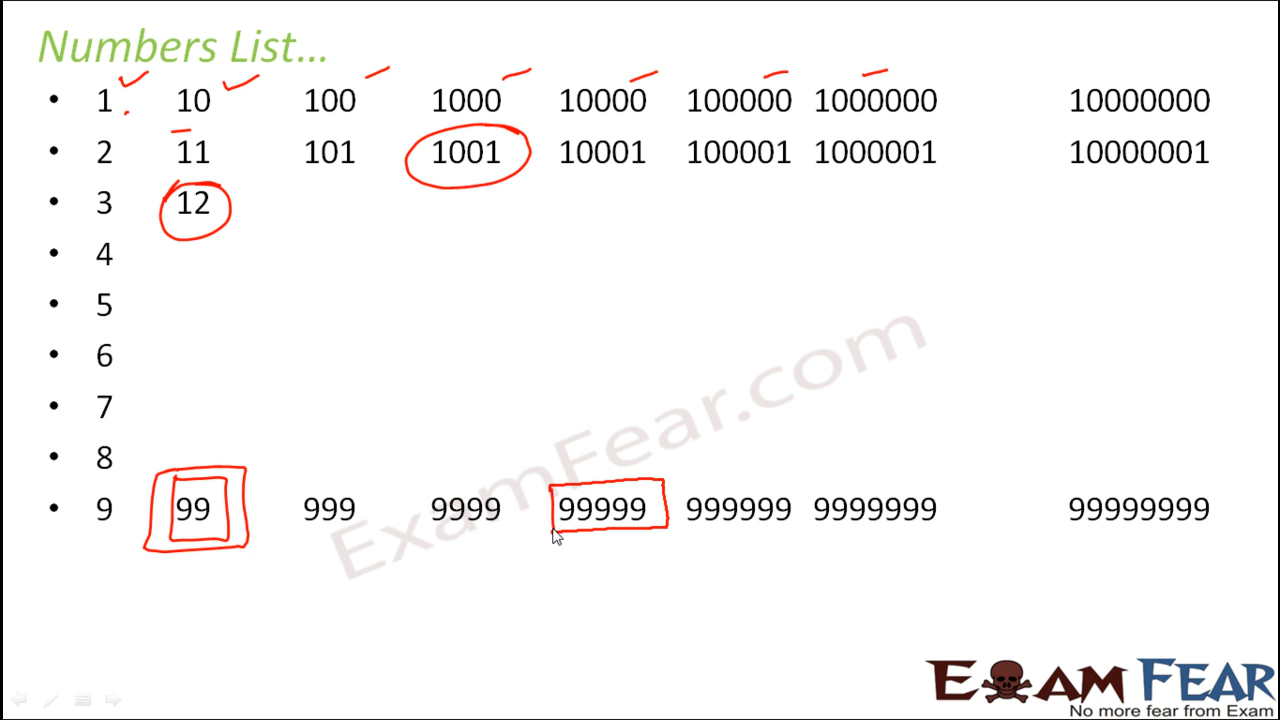 Numbers List...
• 1 10 100 1000 10000 100000 1000000 10000000
• 2 11 101 1001 10001 100001 1000001 10000001
• 3 12
• 4
• 5
• 6
• 7
• 8
• 9 99 999 9999 99999 999999 9999999 99999999
ExamFear.com
EXAM FEAR
No more fear from Exam